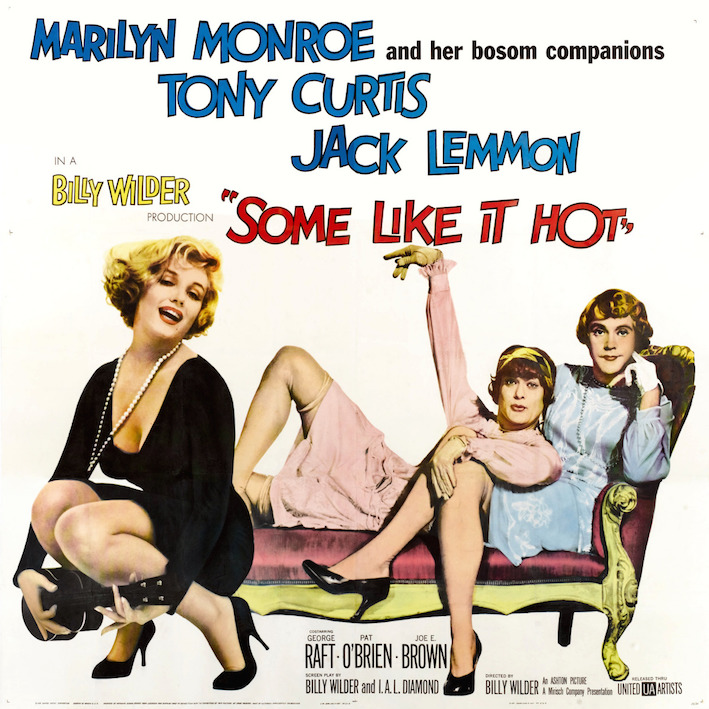 MARILYN MONROE and her bosom companions
TONY CURTIS
JACK LEMMON
IN A
BILLY WILDER
PRODUCTION
"SOME LIKE IT HOT"
COSTARRING
GEORGE PAT JOE E.
RAFT · O'BRIEN · BROWN
SCREEN PLAY BY
BILLY WILDER and I.A.L. DIAMOND
DIRECTED BY
BILLY WILDER
An ASHTON PICTURE
A Mirisch Company Presentation
RELEASED THRU
UNITED UA ARTISTS